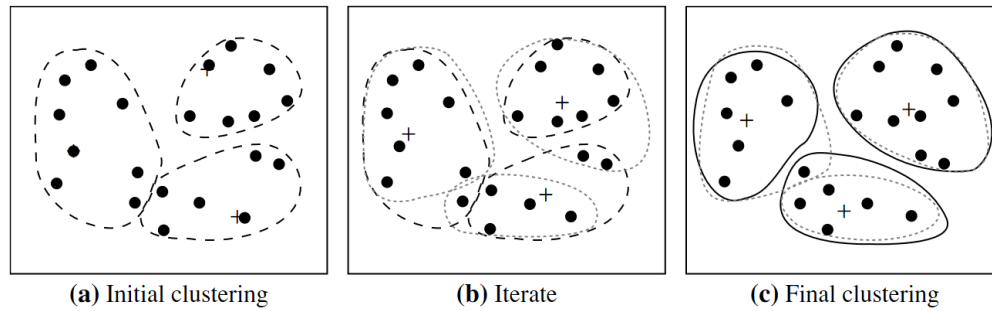 (a) Initial clustering
(b) Iterate
(c) Final clustering